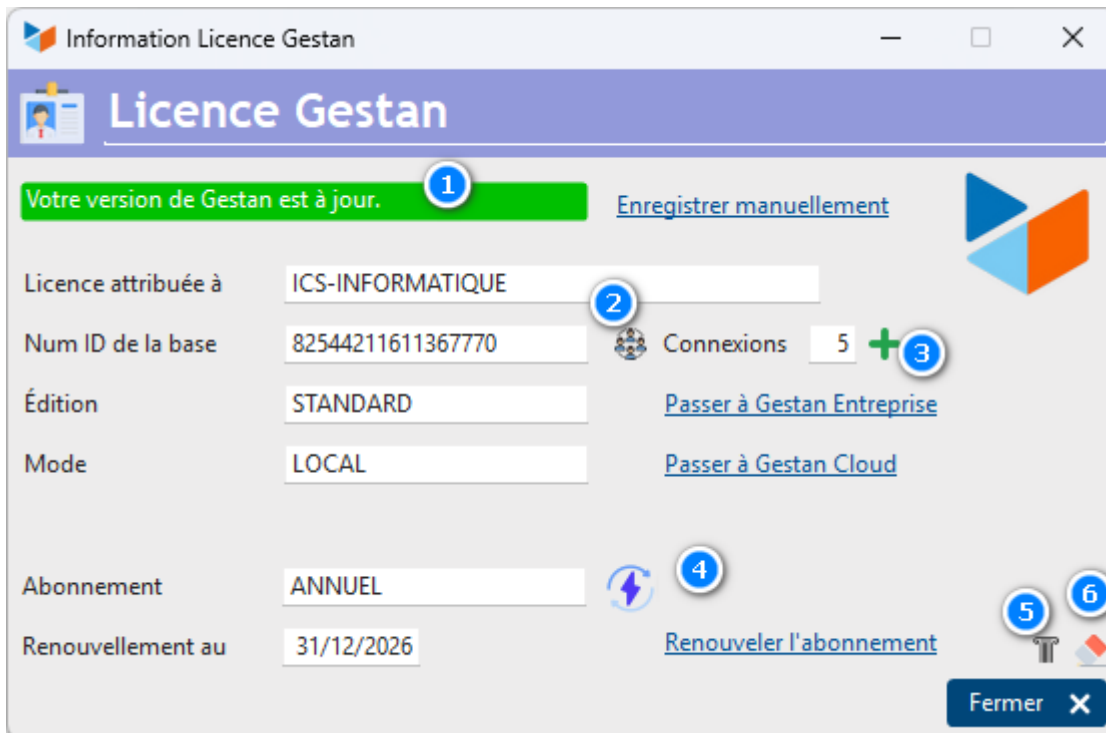 Information Licence Gestan
Licence Gestan
Votre version de Gestan est à jour. 1
Enregistrer manuellement
Licence attribuée à ICS-INFORMATIQUE
2
Num ID de la base 82544211611367770 Connexions 5 3
Édition STANDARD Passer à Gestan Entreprise
Mode LOCAL Passer à Gestan Cloud
Abonnement ANNUEL 4
5 6
Renouvellement au 31/12/2026 Renouveler l'abonnement
Fermer